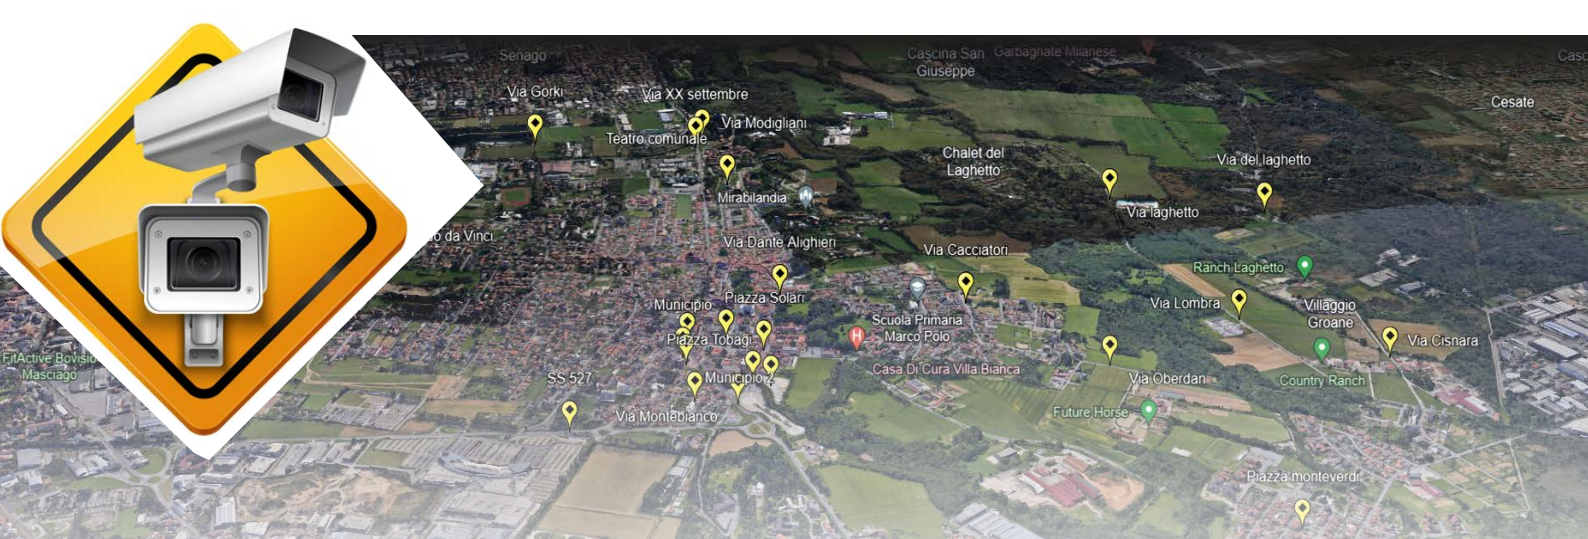 Senago
Cascina San
Giuseppe
Garbagnate Milanese
Casc
Via Gorki
Via XX settembre
Cesate
Teatro comunale
Via Modigliani
Chalet del
Laghetto
Via del laghetto
Mirabilandia
Via laghetto
o da Vinci
Via Dante Alighieri
Via Cacciatori
Ranch Laghetto
Municipio
Piazza Solari
Via Lombra
Villaggio
Groane
Scuola Primaria
Marco Polo
Piazza Tobagi
Via Cisnara
FitActive Bovisio
Masciago
Casa Di Cura Villa Bianca
SS 527
Municipio 2
Via Oberdan
Country Ranch
Via Montebianco
Future Horse
Piazza monteverdi